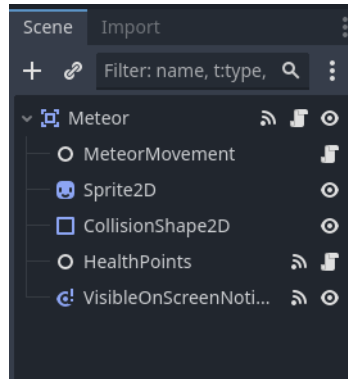 Scene Import
Filter: name, t:type,
Meteor
MeteorMovement
Sprite2D
CollisionShape2D
HealthPoints
VisibleOnScreenNoti...